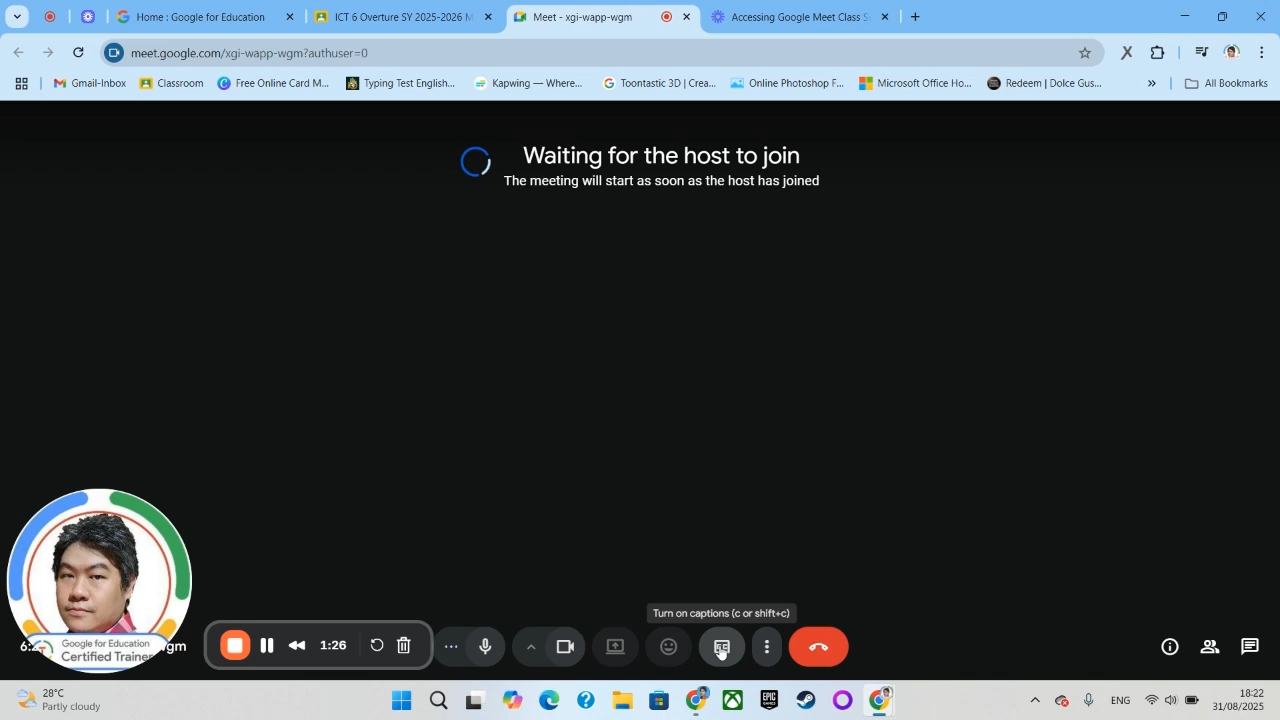 Home : Google for Education
ICT 6 Overture SY 2025-2026 M
Meet - xgi-wapp-wgm
Accessing Google Meet Class S
meet.google.com/xgi-wapp-wgm?authuser=0
Gmail-Inbox
Classroom
Free Online Card M...
Typing Test English...
Kapwing — Where...
Toontastic 3D | Crea...
Online Photoshop F...
Microsoft Office Ho...
Redeem | Dolce Gus...
All Bookmarks
Waiting for the host to join
The meeting will start as soon as the host has joined
Turn on captions (c or shift+c)
Google for Education
Certified Trainer
1:26
28°C
Partly cloudy
EPIC GAMES
ENG
18:22
31/08/2025